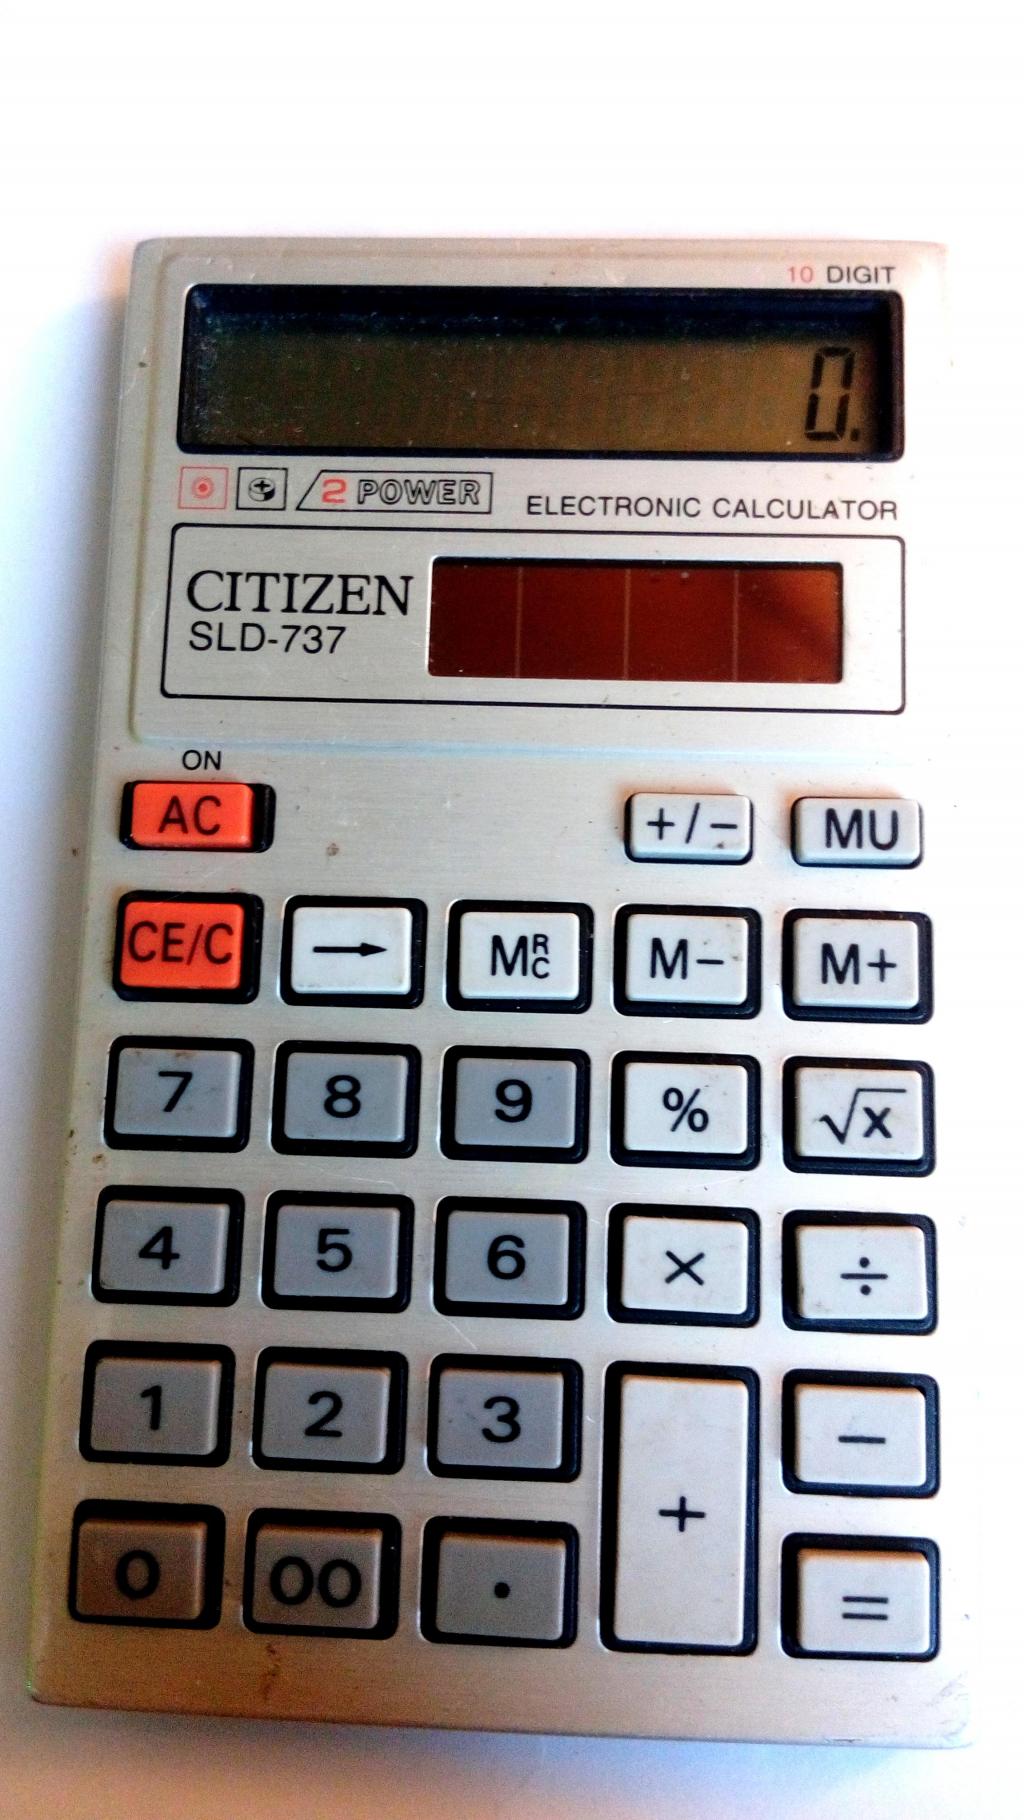 10 DIGIT
0.
2 POWER
ELECTRONIC CALCULATOR
CITIZEN
SLD-737
ON
AC +/- MU
CE/C → MRC M- M+
7 8 9 % √x
4 5 6 × ÷
1 2 3 -
+
0 00 . =